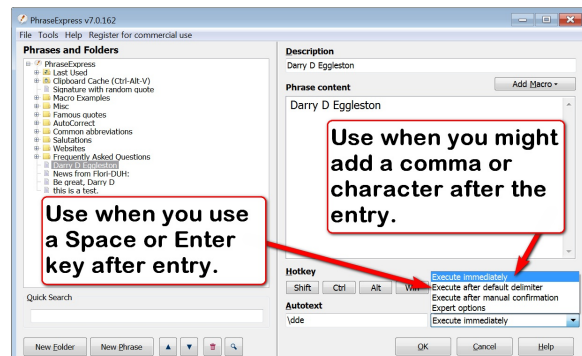 PhraseExpress v7.0.162
File Tools Help Register for commercial use
Phrases and Folders
PhraseExpress
Last Used
Clipboard Cache (Ctrl-Alt-V)
Signature with random quote
Macro Examples
Misc
Famous quotes
AutoCorrect
Common abbreviations
Salutations
Websites
Frequently Asked Questions
Darry D Eggleston
News from Flori-DUH:
Be great, Darry D
this is a test.
Use when you use
a Space or Enter
key after entry.
Quick Search
New Folder New Phrase
Description
Darry D Eggleston
Phrase content
Add Macro
Darry D Eggleston
Use when you might
add a comma or
character after the
entry.
Hotkey
Shift Ctrl Alt Win
Execute immediately
Execute after default delimiter
Execute after manual confirmation
Expert options
Autotext
\dde
Execute immediately
OK Cancel Help